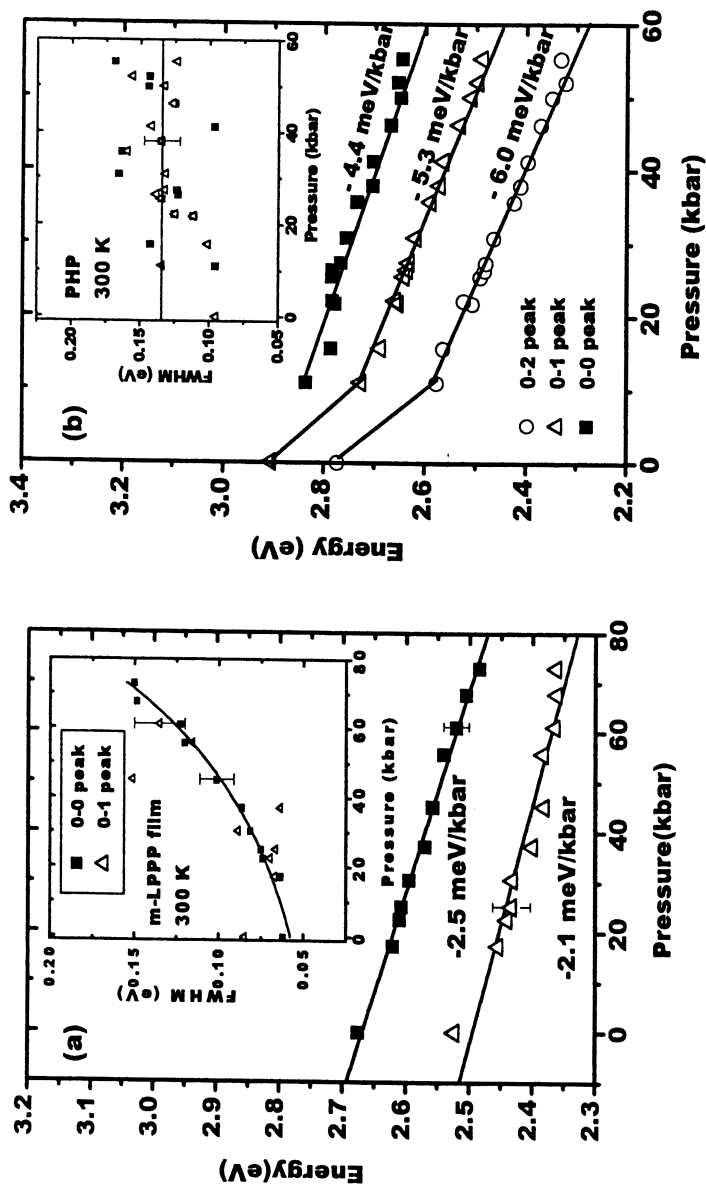 (a)
3.2
3.1
3.0
2.9
2.8
2.7
2.6
2.5
2.4
2.3
Energy(eV)
0
20
40
60
80
Pressure(kbar)
-2.5 meV/kbar
-2.1 meV/kbar
0.20
0.15
0.10
0.05
FWHM (eV)
m-LPPP film
300 K
0-0 peak
0-1 peak
0
20
40
60
80
Pressure (kbar)
(b)
3.4
3.2
3.0
2.8
2.6
2.4
2.2
Energy (eV)
0
20
40
60
Pressure (kbar)
- 4.4 meV/kbar
- 5.3 meV/kbar
- 6.0 meV/kbar
0-2 peak
0-1 peak
0-0 peak
0.20
0.15
0.10
0.05
FWHM (eV)
PHP
300 K
0
20
40
60
Pressure (kbar)